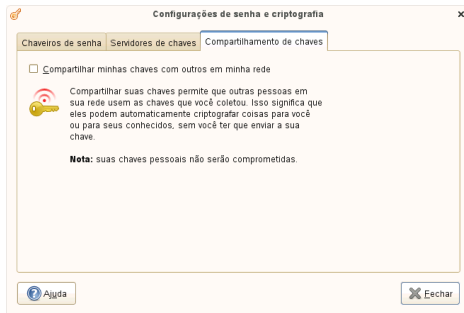 Configurações de senha e criptografia
Chaveiros de senha Servidores de chaves Compartilhamento de chaves
Compartilhar minhas chaves com outros em minha rede
Compartilhar suas chaves permite que outras pessoas em
sua rede usem as chaves que você coletou. Isso significa que
eles podem automaticamente criptografar coisas para você
ou para seus conhecidos, sem você ter que enviar a sua
chave.
Nota: suas chaves pessoais não serão comprometidas.
Ajuda Fechar